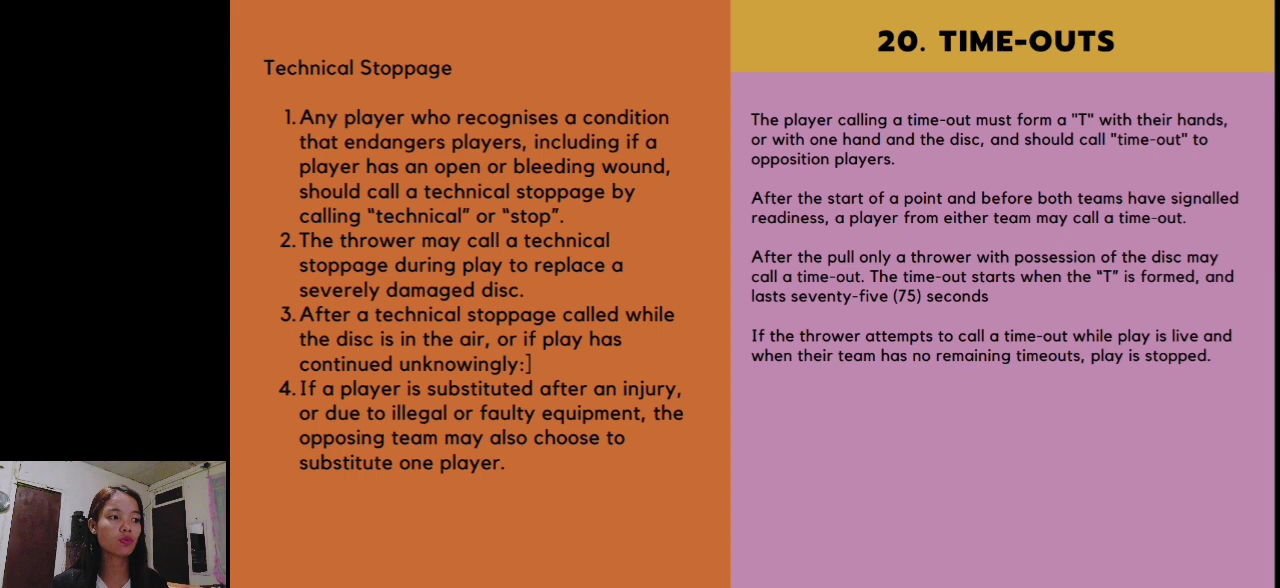 Technical Stoppage
1. Any player who recognises a condition
that endangers players, including if a
player has an open or bleeding wound,
should call a technical stoppage by
calling “technical” or “stop”.
2. The thrower may call a technical
stoppage during play to replace a
severely damaged disc.
3. After a technical stoppage called while
the disc is in the air, or if play has
continued unknowingly:]
4. If a player is substituted after an injury,
or due to illegal or faulty equipment, the
opposing team may also choose to
substitute one player.
20. TIME-OUTS
The player calling a time-out must form a "T" with their hands,
or with one hand and the disc, and should call "time-out" to
opposition players.
After the start of a point and before both teams have signalled
readiness, a player from either team may call a time-out.
After the pull only a thrower with possession of the disc may
call a time-out. The time-out starts when the “T” is formed, and
lasts seventy-five (75) seconds
If the thrower attempts to call a time-out while play is live and
when their team has no remaining timeouts, play is stopped.